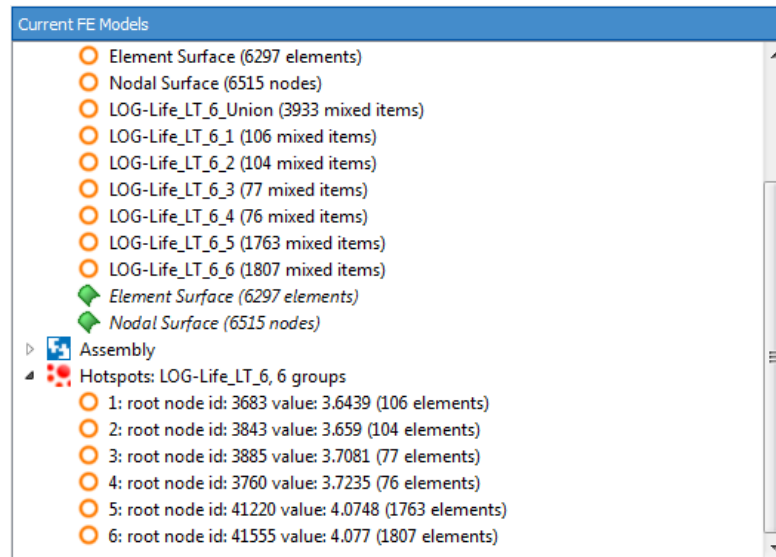 Current FE Models
Element Surface (6297 elements)
Nodal Surface (6515 nodes)
LOG-Life_LT_6_Union (3933 mixed items)
LOG-Life_LT_6_1 (106 mixed items)
LOG-Life_LT_6_2 (104 mixed items)
LOG-Life_LT_6_3 (77 mixed items)
LOG-Life_LT_6_4 (76 mixed items)
LOG-Life_LT_6_5 (1763 mixed items)
LOG-Life_LT_6_6 (1807 mixed items)
Element Surface (6297 elements)
Nodal Surface (6515 nodes)
Assembly
Hotspots: LOG-Life_LT_6, 6 groups
1: root node id: 3683 value: 3.6439 (106 elements)
2: root node id: 3843 value: 3.659 (104 elements)
3: root node id: 3885 value: 3.7081 (77 elements)
4: root node id: 3760 value: 3.7235 (76 elements)
5: root node id: 41220 value: 4.0748 (1763 elements)
6: root node id: 41555 value: 4.077 (1807 elements)